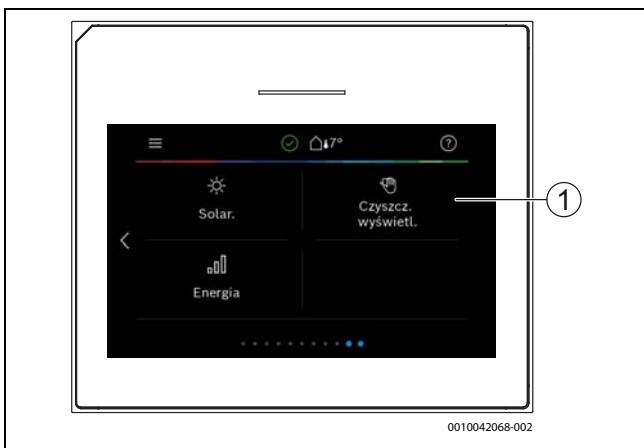 7°
?
Solar.
Czyszcz.
wyświetl.
1
Energia
0010042068-002